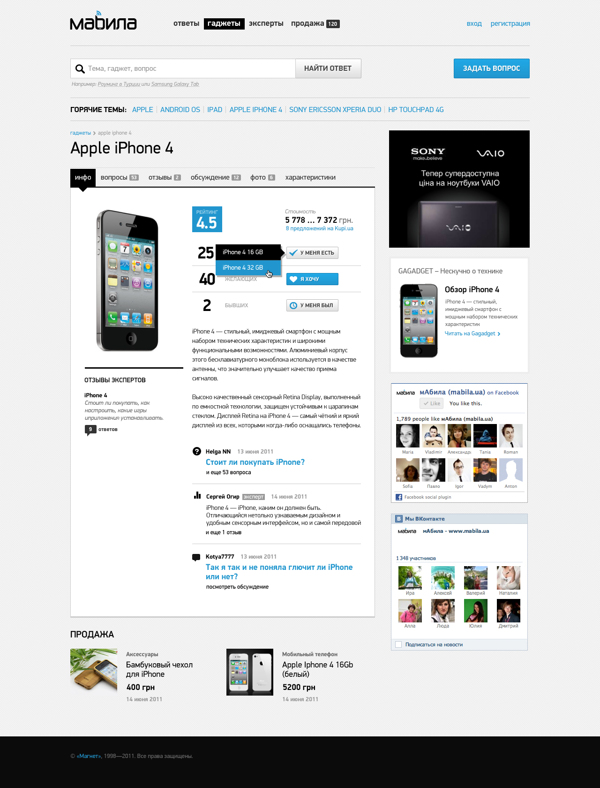 мабила
ответы гаджеты эксперты продажа 120
вход регистрация
Тема, гаджет, вопрос
НАЙТИ ОТВЕТ
ЗАДАТЬ ВОПРОС
Например: Роуминг в Турции или Samsung Galaxy Tab
ГОРЯЧИЕ ТЕМЫ: APPLE ANDROID OS IPAD APPLE IPHONE 4 SONY ERICSSON XPERIA DUO HP TOUCHPAD 4G
гаджеты > apple iphone 4
Apple iPhone 4
инфо вопросы 53 отзывы 2 обсуждение 12 фото 6 характеристики
рейтинг
4.5
Стоимость
5 778 ... 7 372 грн.
8 предложений на Kupi.ua
25
iPhone 4 16 GB
У МЕНЯ ЕСТЬ
iPhone 4 32 GB
40 ЖЕЛАЮЩИХ
Я ХОЧУ
2 БЫВШИХ
У МЕНЯ БЫЛ
iPhone 4 — стильный, имиджевый смартфон с мощным
набором технических характеристик и широкими
функциональными возможностями. Алюминиевый корпус
этого бесклавиатурного моноблока используется в качестве
антенны, что значительно улучшает качество приема
сигналов.
Высоко качественный сенсорный Retina Display, выполненный
по емкостной технологии, защищен устойчивым к царапинам
стеклом. Дисплей Retina на iPhone 4 — самый чёткий и яркий
дисплей из всех, которыми когда-либо оснащались телефоны.
ОТЗЫВЫ ЭКСПЕРТОВ
iPhone 4
Стоит ли покупать, как
настроить, какие игры
и приложения устанавливать.
9 ответов
Helga NN 13 июня 2011
Стоит ли покупать iPhone?
и еще 53 вопроса
Сергей Огир эксперт 14 июня 2011
iPhone 4 — iPhone, каким он должен быть.
Отличающийся нетолько узнаваемым дизайном и
удобным сенсорным интерфейсом, но и самой передовой
и еще 1 отзыв
Kotya7777 13 июня 2011
Так я так и не поняла глючит ли iPhone
или нет?
посмотреть обсуждение
SONY
make.believe
VAIO
Тепер супердоступна
ціна на ноутбуки VAIO
VAIO
GAGADGET – Нескучно о технике
Обзор iPhone 4
iPhone 4 — стильный,
имиджевый смартфон с
мощным набором технических
характеристик
Читать на Gagadget >
мабила
мАбила (mabila.ua) on Facebook
Like You like this.
1,789 people like мАбила (mabila.ua)
Maria Vladimir Александр Tania Roman
Sofia Павло Igor Vadym Anton
Facebook social plugin
В Мы ВКонтакте
мабила
мАбила - www.mabila.ua
1 348 участников
Ира Алексей Валерий Наталия
Алла Люда Юлия Дмитрий
Подписаться на новости
ПРОДАЖА
Аксессуары
Бамбуковый чехол
для iPhone
400 грн
14 июня 2011
Мобильный телефон
Apple Iphone 4 16Gb
(белый)
5200 грн
14 июня 2011
© «Магнет», 1999—2011. Все права защищены.